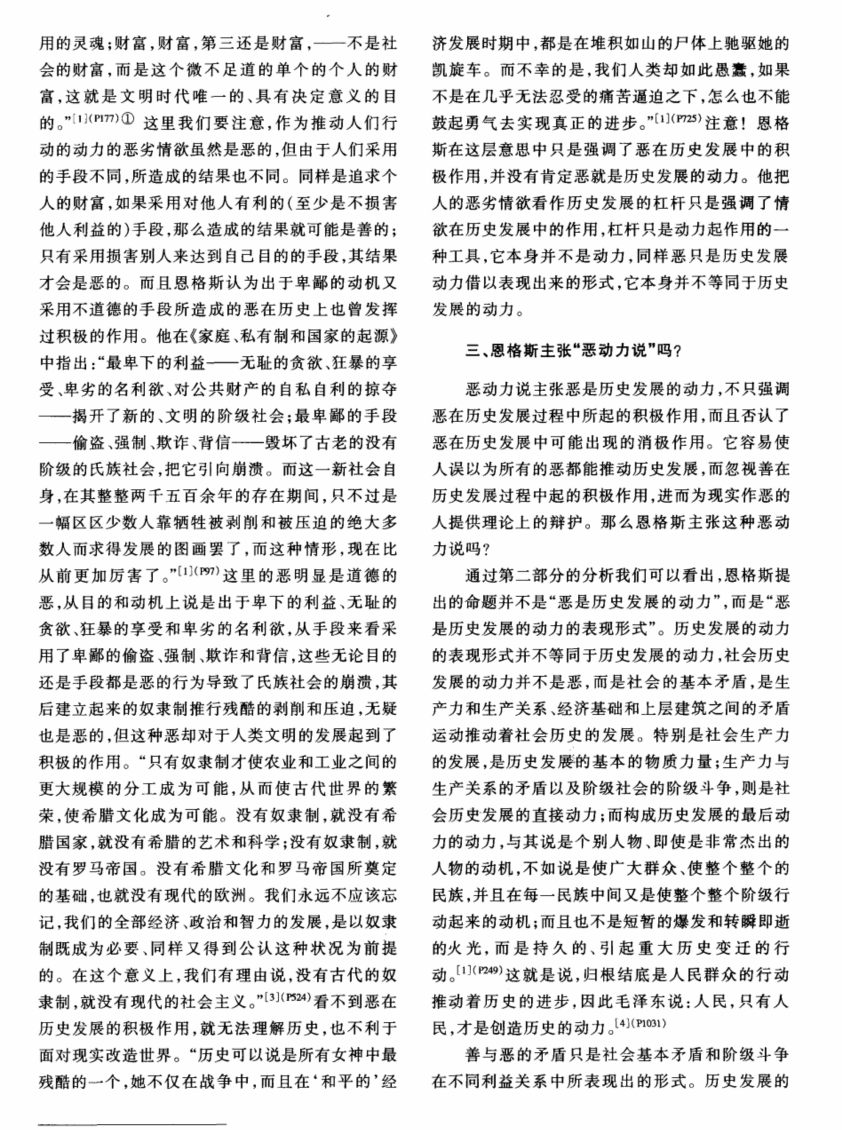 用的灵魂;财富,财富,第三还是财富,——不是社
会的财富,而是这个微不足道的单个的个人的财
富,这就是文明时代唯一的、具有决定意义的目
的。”[1](P177)① 这里我们要注意,作为推动人们行
动的动力的恶劣情欲虽然是恶的,但由于人们采用
的手段不同,所造成的结果也不同。同样是追求个
人的财富,如果采用对他人有利的(至少是不损害
他人利益的)手段,那么造成的结果就可能是善的;
只有采用损害别人来达到自己目的的手段,其结果
才会是恶的。而且恩格斯认为出于卑鄙的动机又
采用不道德的手段所造成的恶在历史上也曾发挥
过积极的作用。他在《家庭、私有制和国家的起源》
中指出:“最卑下的利益——无耻的贪欲、狂暴的享
受、卑劣的名利欲、对公共财产的自私自利的掠夺
——揭开了新的、文明的阶级社会;最卑鄙的手段
——偷盗、强制、欺诈、背信——毁坏了古老的没有
阶级的氏族社会,把它引向崩溃。而这一新社会自
身,在其整整两千五百余年的存在期间,只不过是
一幅区区少数人靠牺牲被剥削和被压迫的绝大多
数人而求得发展的图画罢了,而这种情形,现在比
从前更加厉害了。”[1](P97)这里的恶明显是道德的
恶,从目的和动机上说是出于卑下的利益、无耻的
贪欲、狂暴的享受和卑劣的名利欲,从手段来看采
用了卑鄙的偷盗、强制、欺诈和背信,这些无论目的
还是手段都是恶的行为导致了氏族社会的崩溃,其
后建立起来的奴隶制推行残酷的剥削和压迫,无疑
也是恶的,但这种恶却对于人类文明的发展起到了
积极的作用。“只有奴隶制才使农业和工业之间的
更大规模的分工成为可能,从而使古代世界的繁
荣,使希腊文化成为可能。没有奴隶制,就没有希
腊国家,就没有希腊的艺术和科学;没有奴隶制,就
没有罗马帝国。没有希腊文化和罗马帝国所奠定
的基础,也就没有现代的欧洲。我们永远不应该忘
记,我们的全部经济、政治和智力的发展,是以奴隶
制既成为必要、同样又得到公认这种状况为前提
的。在这个意义上,我们有理由说,没有古代的奴
隶制,就没有现代的社会主义。”[3](P524)看不到恶在
历史发展的积极作用,就无法理解历史,也不利于
面对现实改造世界。“历史可以说是所有女神中最
残酷的一个,她不仅在战争中,而且在‘和平的’经
济发展时期中,都是在堆积如山的尸体上驰驱她的
凯旋车。而不幸的是,我们人类却如此愚蠢,如果
不是在几乎无法忍受的痛苦逼迫之下,怎么也不能
鼓起勇气去实现真正的进步。”[1](P725)注意!恩格
斯在这层意思中只是强调了恶在历史发展中的积
极作用,并没有肯定恶就是历史发展的动力。他把
人的恶劣情欲看作历史发展的杠杆只是强调了情
欲在历史发展中的作用,杠杆只是动力起作用的一
种工具,它本身并不是动力,同样恶只是历史发展
动力借以表现出来的形式,它本身并不等同于历史
发展的动力。
三、恩格斯主张“恶动力说”吗?
恶动力说主张恶是历史发展的动力,不只强调
恶在历史发展过程中所起的积极作用,而且否认了
恶在历史发展中可能出现的消极作用。它容易使
人误以为所有的恶都能推动历史发展,而忽视善在
历史发展过程中起的积极作用,进而为现实作恶的
人提供理论上的辩护。那么恩格斯主张这种恶动
力说吗?
通过第二部分的分析我们可以看出,恩格斯提
出的命题并不是“恶是历史发展的动力”,而是“恶
是历史发展的动力的表现形式”。历史发展的动力
的表现形式并不等同于历史发展的动力,社会历史
发展的动力并不是恶,而是社会的基本矛盾,是生
产力和生产关系、经济基础和上层建筑之间的矛盾
运动推动着社会历史的发展。特别是社会生产力
的发展,是历史发展的基本的物质力量;生产力与
生产关系的矛盾以及阶级社会的阶级斗争,则是社
会历史发展的直接动力;而构成历史发展的最后动
力的动力,与其说是个别人物、即使是非常杰出的
人物的动机,不如说是使广大群众、使整个整个的
民族,并且在每一民族中间又是使整个整个阶级行
动起来的动机;而且也不是短暂的爆发和转瞬即逝
的火光,而是持久的、引起重大历史变迁的行
动。[1](P249)这就是说,归根结底是人民群众的行动
推动着历史的进步,因此毛泽东说:人民,只有人
民,才是创造历史的动力。[4](P1031)
善与恶的矛盾只是社会基本矛盾和阶级斗争
在不同利益关系中所表现出的形式。历史发展的